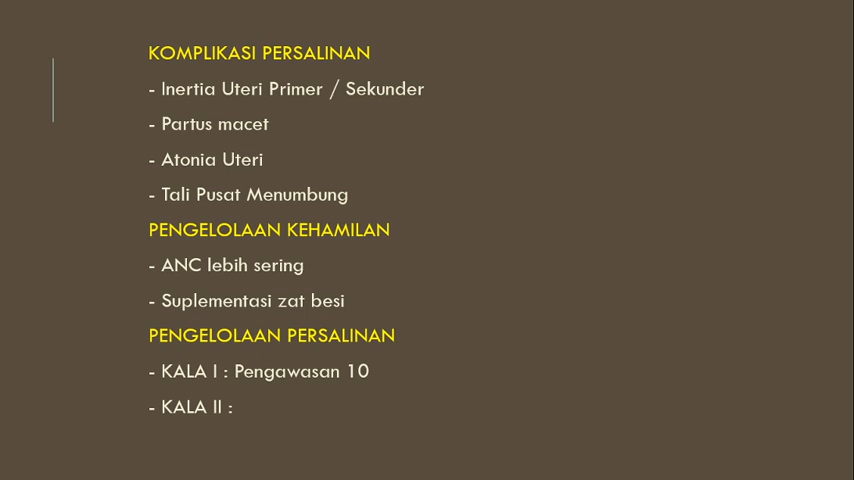 KOMPLIKASI PERSALINAN
- Inertia Uteri Primer / Sekunder
- Partus macet
- Atonia Uteri
- Tali Pusat Menumbung
PENGELOLAAN KEHAMILAN
- ANC lebih sering
- Suplementasi zat besi
PENGELOLAAN PERSALINAN
- KALA I : Pengawasan 10
- KALA II :